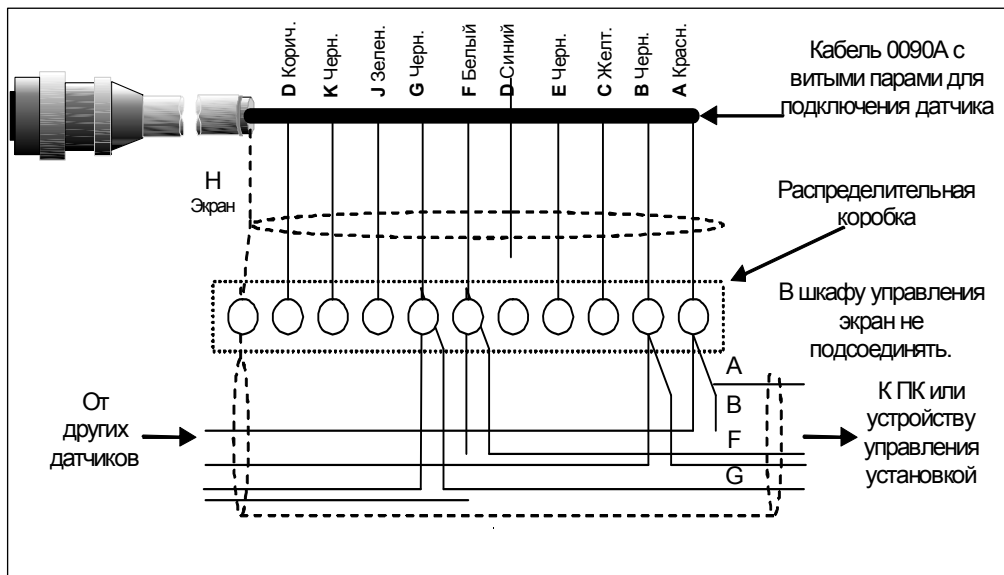 D Корич.
K Черн.
J Зелен.
G Черн.
F Белый
D Синий
E Черн.
C Желт.
B Черн.
A Красн.
Кабель 0090А с
витыми парами для
подключения датчика
Н
Экран
Распределительная
коробка
В шкафу управления
экран не
подсоединять.
От
других
датчиков
A
B
F
G
К ПК или
устройству
управления
установкой